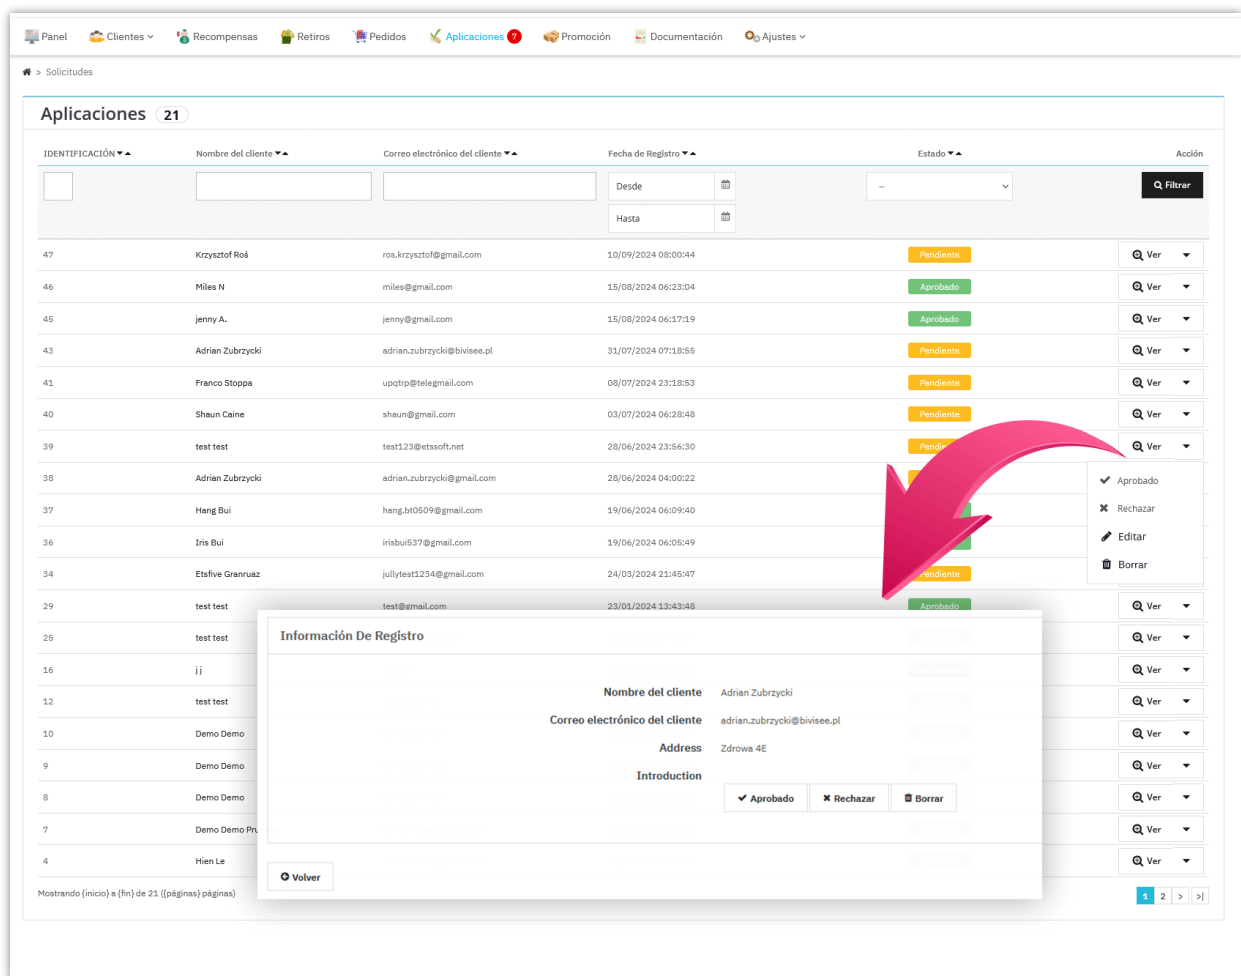 Panel Clientes Recompensas Retiros Pedidos Aplicaciones 7 Promoción Documentación Ajustes
> Solicitudes
Aplicaciones 21
IDENTIFICACIÓN Nombre del cliente Correo electrónico del cliente Fecha de Registro Estado Acción
Desde -- Filtrar
Hasta
47 Krzysztof Roś ros.krzysztof@gmail.com 10/09/2024 08:00:44 Pendiente Ver
46 Miles N miles@gmail.com 15/08/2024 06:23:04 Aprobado Ver
45 jenny A. jenny@gmail.com 15/08/2024 06:17:19 Aprobado Ver
43 Adrian Zubrzycki adrian.zubrzycki@bivisee.pl 31/07/2024 07:18:55 Pendiente Ver
41 Franco Stoppa upqtrp@telegmail.com 08/07/2024 23:18:53 Pendiente Ver
40 Shaun Caine shaun@gmail.com 03/07/2024 06:28:48 Pendiente Ver
39 test test test123@etssoft.net 28/06/2024 23:56:30 Ver
38 Adrian Zubrzycki adrian.zubrzycki@gmail.com 28/06/2024 04:00:22
Aprobado
37 Hang Bui hang.bt0509@gmail.com 19/06/2024 06:09:40
Rechazar
36 Iris Bui irisbui537@gmail.com 19/06/2024 06:05:49
Editar
34 Etsfive Granruaz jullytest1234@gmail.com 24/03/2024 21:45:47 Pendiente
Borrar
29 test test test@gmail.com 23/01/2024 13:43:48 Aprobado Ver
25 test test Ver
16 j j Ver
12 test test Ver
10 Demo Demo Ver
9 Demo Demo Ver
8 Demo Demo Ver
7 Demo Demo Pru Ver
4 Hien Le Ver
Información De Registro
Nombre del cliente Adrian Zubrzycki
Correo electrónico del cliente adrian.zubrzycki@bivisee.pl
Address Zdrowa 4E
Introduction
Aprobado Rechazar Borrar
Volver
Mostrando {inicio} a {fin} de 21 ({páginas} páginas)
1 2 > >|